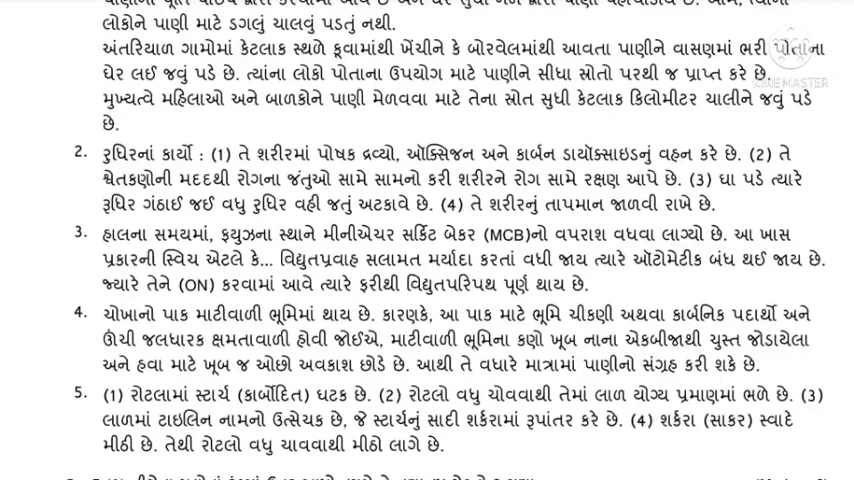 લોકોને પાણી માટે ડગલું ચાલવું પડતું નથી.
અંતરિયાળ ગામોમાં કેટલાક સ્થળે કૂવામાંથી ખેંચીને કે બોરવેલમાંથી આવતા પાણીને વાસણમાં ભરી પોતાના
ઘેર લઈ જવું પડે છે. ત્યાંના લોકો પોતાના ઉપયોગ માટે પાણીને સીધા સ્રોતો પરથી જ પ્રાપ્ત કરે છે.
KINEMASTER
મુખ્યત્વે મહિલાઓ અને બાળકોને પાણી મેળવવા માટે તેના સ્રોત સુધી કેટલાક કિલોમીટર ચાલીને જવું પડે
છે.
2. રુધિરનાં કાર્યો : (1) તે શરીરમાં પોષક દ્રવ્યો, ઑક્સિજન અને કાર્બન ડાયૉક્સાઇડનું વહન કરે છે. (2) તે
શ્વેતકણોની મદદથી રોગના જંતુઓ સામે સામનો કરી શરીરને રોગ સામે રક્ષણ આપે છે. (3) ઘા પડે ત્યારે
રૂધિર ગંઠાઈ જઈ વધુ રુધિર વહી જતું અટકાવે છે. (4) તે શરીરનું તાપમાન જાળવી રાખે છે.
3. હાલના સમયમાં, ફયુઝના સ્થાને મીનીએચર સર્કિટ બ્રેકર (MCB)નો વપરાશ વધવા લાગ્યો છે. આ ખાસ
પ્રકારની સ્વિચ એટલે કે... વિદ્યુતપ્રવાહ સલામત મર્યાદા કરતાં વધી જાય ત્યારે ઑટોમેટીક બંધ થઈ જાય છે.
જ્યારે તેને (ON) કરવામાં આવે ત્યારે ફરીથી વિદ્યુતપરિપથ પૂર્ણ થાય છે.
4. ચોખાનો પાક માટીવાળી ભૂમિમાં થાય છે. કારણકે, આ પાક માટે ભૂમિ ચીકણી અથવા કાર્બનિક પદાર્થો અને
ઊંચી જલધારક ક્ષમતાવાળી હોવી જોઈએ, માટીવાળી ભૂમિના કણો ખૂબ નાના એકબીજાથી ચુસ્ત જોડાયેલા
અને હવા માટે ખૂબ જ ઓછો અવકાશ છોડે છે. આથી તે વધારે માત્રામાં પાણીનો સંગ્રહ કરી શકે છે.
5. (1) રોટલામાં સ્ટાર્ચ (કાર્બોદિત) ઘટક છે. (2) રોટલો વધુ ચોવવાથી તેમાં લાળ યોગ્ય પ્રમાણમાં ભળે છે. (3)
લાળમાં ટાઇલિન નામનો ઉત્સેચક છે, જે સ્ટાર્ચનું સાદી શર્કરામાં રૂપાંતર કરે છે. (4) શર્કરા (સાકર) સ્વાદે
મીઠી છે. તેથી રોટલો વધુ ચાવવાથી મીઠો લાગે છે.